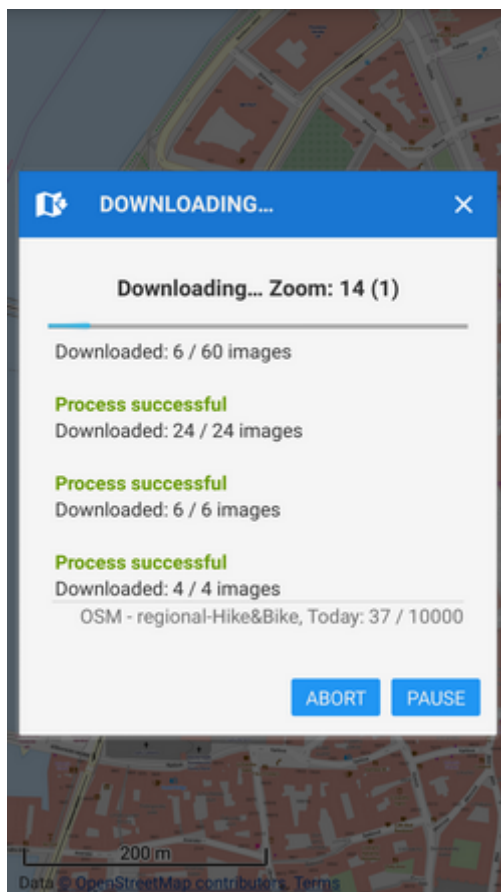 DOWNLOADING...
Downloading... Zoom: 14 (1)
Downloaded: 6 / 60 images
Process successful
Downloaded: 24 / 24 images
Process successful
Downloaded: 6 / 6 images
Process successful
Downloaded: 4 / 4 images
OSM - regional-Hike&Bike, Today: 37 / 10000
ABORT PAUSE
200 m
Data © OpenStreetMap contributors, Terms